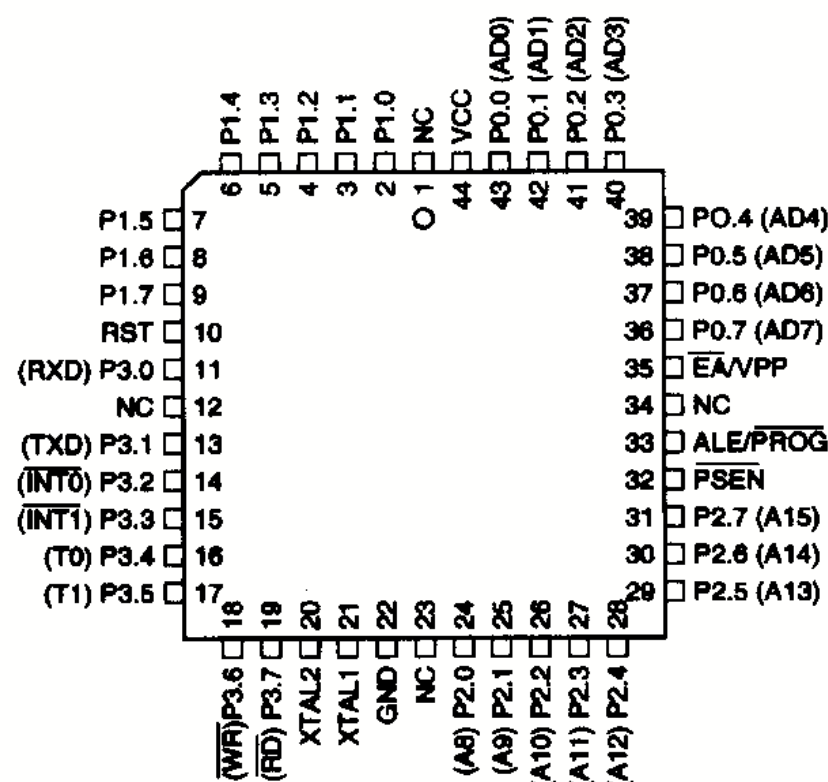 P1.4
P1.3
P1.2
P1.1
P1.0
NC
VCC
P0.0 (AD0)
P0.1 (AD1)
P0.2 (AD2)
P0.3 (AD3)
6
5
4
3
2
1
44
43
42
41
40
P1.5 7
P1.6 8
P1.7 9
RST 10
(RXD) P3.0 11
NC 12
(TXD) P3.1 13
(INT0) P3.2 14
(INT1) P3.3 15
(T0) P3.4 16
(T1) P3.5 17
39 PO.4 (AD4)
38 P0.5 (AD5)
37 P0.6 (AD6)
36 P0.7 (AD7)
35 EA/VPP
34 NC
33 ALE/PROG
32 PSEN
31 P2.7 (A15)
30 P2.6 (A14)
29 P2.5 (A13)
18
19
20
21
22
23
24
25
26
27
28
(WR)P3.6
(RD) P3.7
XTAL2
XTAL1
GND
NC
(A8) P2.0
(A9) P2.1
(A10) P2.2
(A11) P2.3
(A12) P2.4